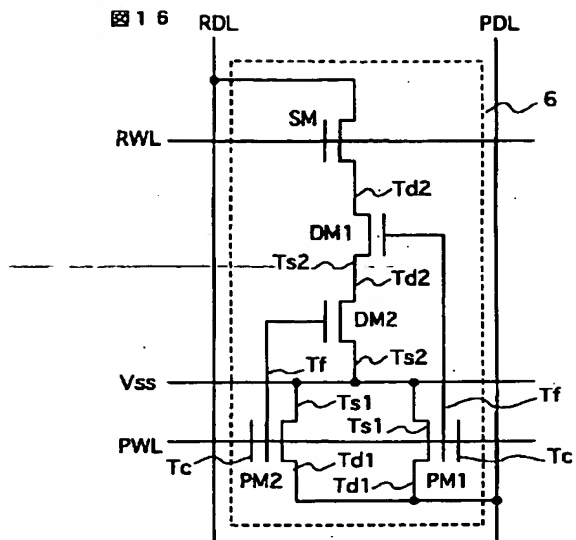 図16 RDL PDL
6
SM
RWL
Td2
DM1
Ts2
Td2
DM2
Tf Ts2
Vss Tf
Ts1 Ts1
PWL
Tc PM2 Td1 Td1 PM1 Tc